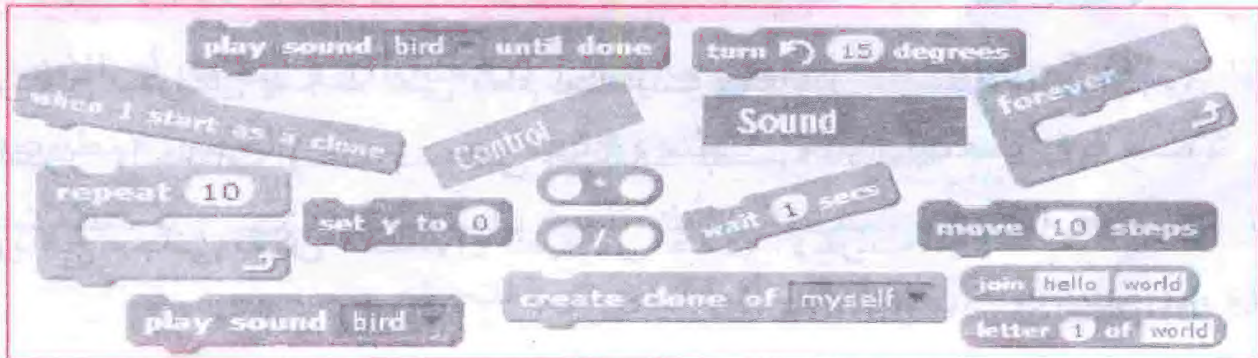 play sound bird until done
turn 15 degrees
forever
when I start as a clone
Control
Sound
repeat 10
set y to 0
*
/
wait 1 secs
move 10 steps
play sound bird
create clone of myself
join hello world
letter 1 of world